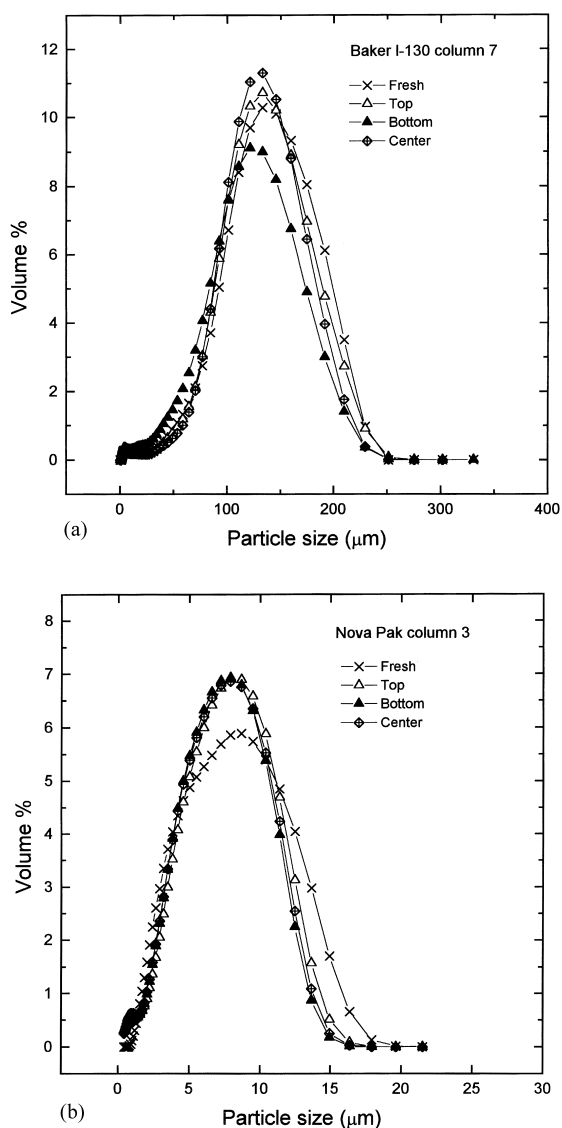 12
10
8
6
4
2
0
Volume %
Baker I-130 column 7
Fresh
Top
Bottom
Center
0 100 200 300 400
Particle size (μm)
(a)
8
7
6
5
4
3
2
1
0
Volume %
Nova Pak column 3
Fresh
Top
Bottom
Center
0 5 10 15 20 25 30
Particle size (μm)
(b)